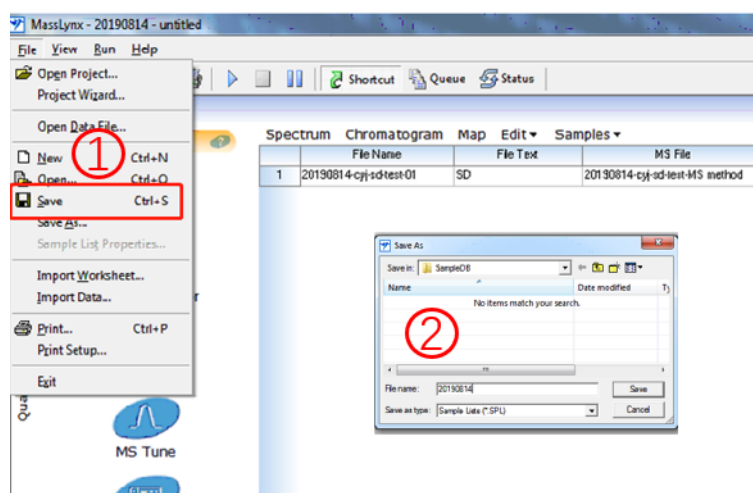 MassLynx - 20190814 - untitled
File View Run Help
Open Project...
Project Wizard...
Shortcut Queue Status
Open Data File...
1
New Ctrl+N
Open... Ctrl+O
Save Ctrl+S
Save As...
Sample List Properties...
Import Worksheet...
Import Data...
r
Print... Ctrl+P
Print Setup...
Exit
Qua
MS Tune
Spectrum Chromatogram Map Edit Samples
File Name File Text MS File
1 20190814-cyj-sd-test-01 SD 20190814-cyj-sd-test-MS method
Save As
Save in: SampleDB
Name Date modified Ty
No items match your search.
2
File name: 20190814 Save
Save as type: Sample Lists (*.SPL) Cancel